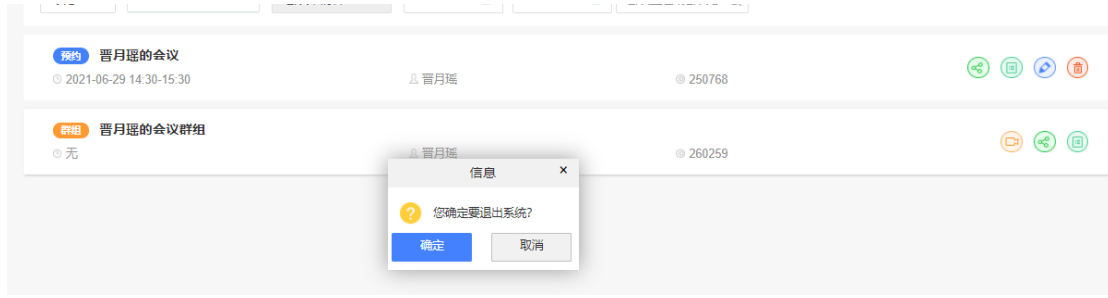 预约 晋月瑶的会议
2021-06-29 14:30-15:30 晋月瑶 250768
群组 晋月瑶的会议群组
无 晋月瑶 260259
信息 ×
您确定要退出系统?
确定 取消